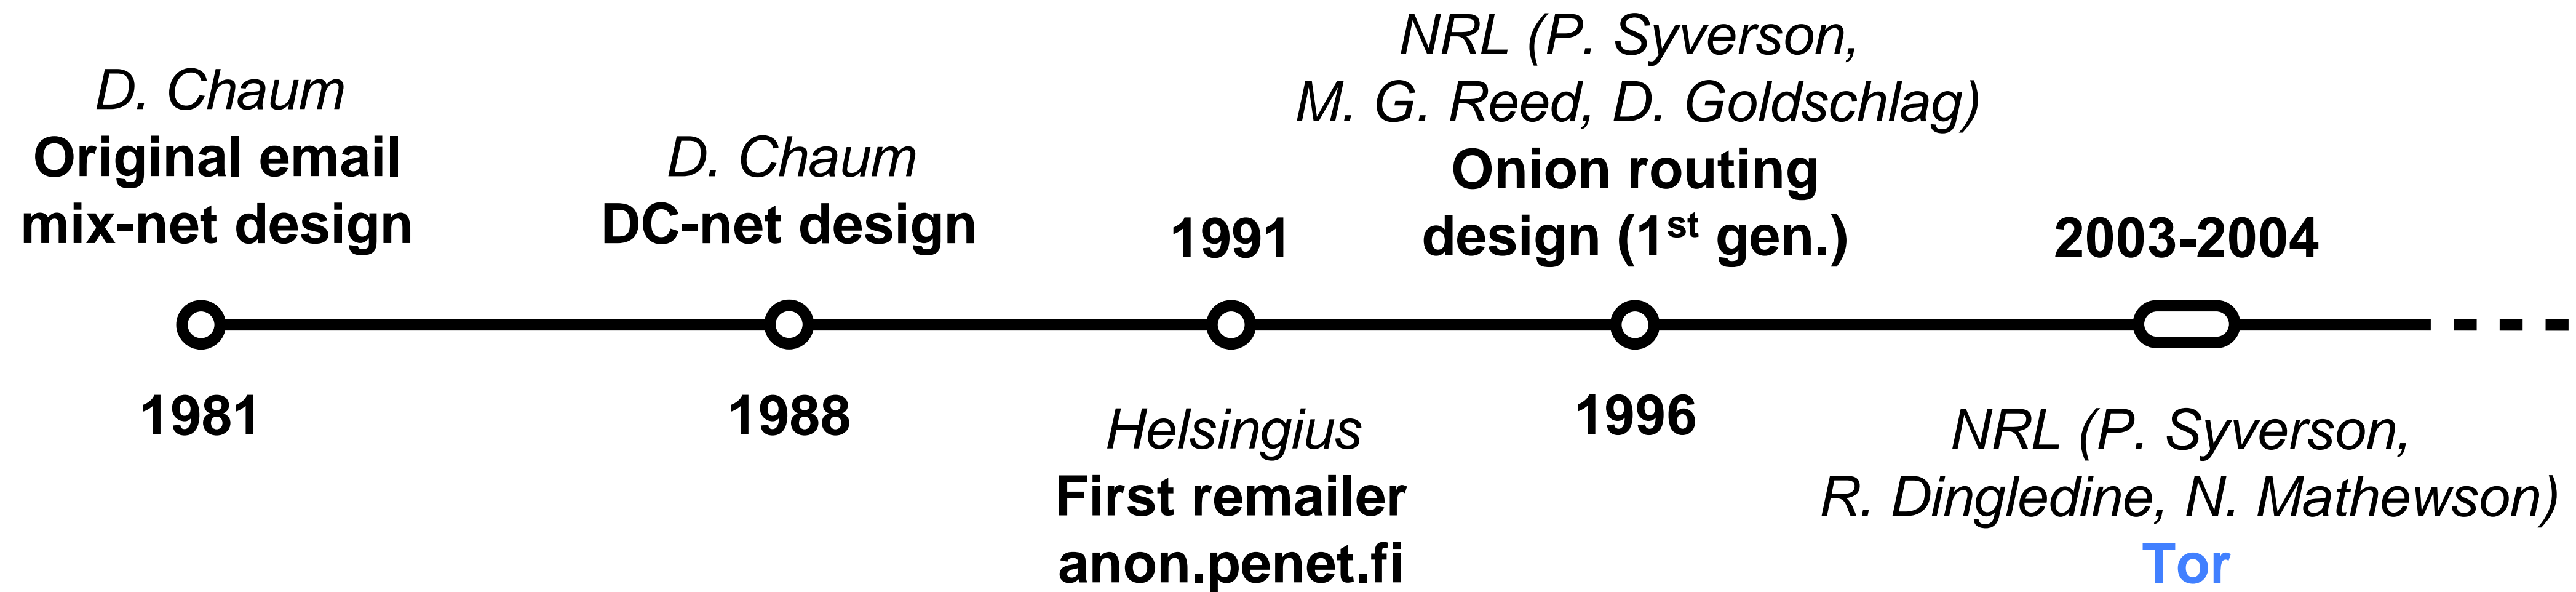 D. Chaum
Original email
mix-net design
1981
D. Chaum
DC-net design
1988
1991
Helsingius
First remailer
anon.penet.fi
NRL (P. Syverson,
M. G. Reed, D. Goldschlag)
Onion routing
design (1st gen.)
1996
2003-2004
NRL (P. Syverson,
R. Dingledine, N. Mathewson)
Tor